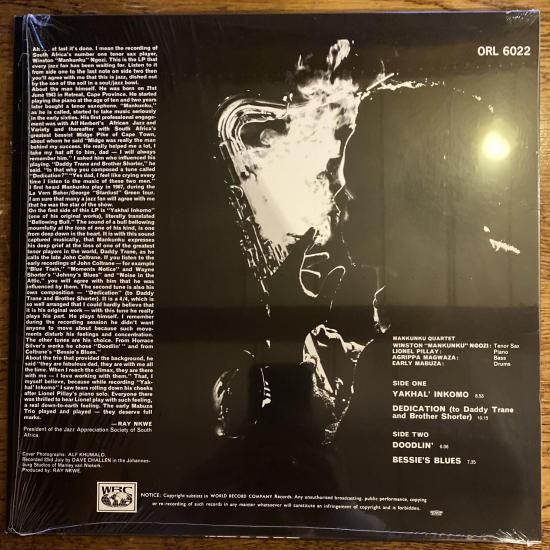 Ah . . . at last it's done. I mean the recording of
South Africa's number one tenor sax player,
Winston "Mankunku" Ngozi. This is the LP that
every jazz fan has been waiting for. Listen to it
from side one to the last note on side two then
you'll agree with me that this is jazz, dished out
by the son of the soil in a soul/jazz bowl.
About the man himself. He was born on 21st
June 1943 in Retreat, Cape Province. He started
playing the piano at the age of ten and two years
later bought a tenor saxophone. "Mankunku,"
as he is called, started to take music seriously
in the early sixties. His first professional engage-
ment was with Alf Herbert's African Jazz and
Variety and thereafter with South Africa's
greatest bassist Midge Pike of Cape Town,
about whom he said "Midge was really the man
behind my success. He really helped me a lot, I
take my hat off to him, dad — I will always
remember him." I asked him who influenced his
playing. "Daddy Trane and Brother Shorter," he
said. "Is that why you composed a tune called
"Dedication?" "Yes dad, I feel like crying every
time I listen to the music of these two men."
I first heard Mankunku play in 1967, during the
La Vern Baker/George "Stardust" Green tour.
I am sure that many a jazz fan will agree with me
that he was the star of the show.
On the first side of this LP is "Yakhal Inkomo"
(one of his original works), literally translated
"Bellowing Bull." The sound of a bull bellowing
mournfully at the loss of one of his kind, is one
from deep down in the heart. It is with this sound
captured musically, that Mankunku expresses
his deep grief at the loss of one of the greatest
tenor players in the world, Daddy Trane, as he
calls the late John Coltrane. If you listen to the
early recordings of John Coltrane — for example
"Blue Train," "Moments Notice" and Wayne
Shorter's "Johnny's Blues" and "Noise in the
Attic," you will agree with him that he was
influenced by them. The second tune is also his
own composition — "Dedication" (to Daddy
Trane and Brother Shorter). It is a 4/4, which is
so well arranged that I could hardly believe that
it is his original work — with this tune he really
plays his part. He plays himself. I remember
during the recording session he didn't want
anyone to move about because such move-
ments disturb his feelings and concentration.
The other tunes are his choice. From Horace
Silver's works he chose "Doodlin'" and from
Coltrane's "Bessie's Blues."
About the trio that provided the background, he
said "they are fabulous dad, they are with me all
the time. When I reach the climax, they are there
with me — I love working with them." That, I
myself believe, because while recording "Yak-
hal' Inkomo" I saw tears rolling down his cheeks
after Lionel Pillay's piano solo. Everyone there
was thrilled to hear Lionel play with such feeling,
a real down-to-earth feeling. The early Mabuza
Trio played and played — they deserve full
marks.
—RAY NKWE
President of the Jazz Appreciation Society of South
Africa.
Cover Photographs: ALF KHUMALO.
Recorded 23rd July by DAVE CHALLEN in the Johannes-
burg Studios of Manley van Niekerk.
Produced by: RAY NKWE.
WRC
ORL 6022
MANKUNKU QUARTET
WINSTON "MANKUNKU" NGOZI: Tenor Sax
LIONEL PILLAY: Piano
AGRIPPA MAGWAZA: Bass
EARLY MABUZA: Drums
SIDE ONE
YAKHAL' INKOMO 8.53
DEDICATION (to Daddy Trane
and Brother Shorter) 10.15
SIDE TWO
DOODLIN' 6.06
BESSIE'S BLUES 7.35
NOTICE: Copyright subsists in WORLD RECORD COMPANY Records. Any unauthorised broadcasting, public performance, copying
or re-recording of such records in any manner whatsoever will constitute an infringement of copyright and is forbidden.